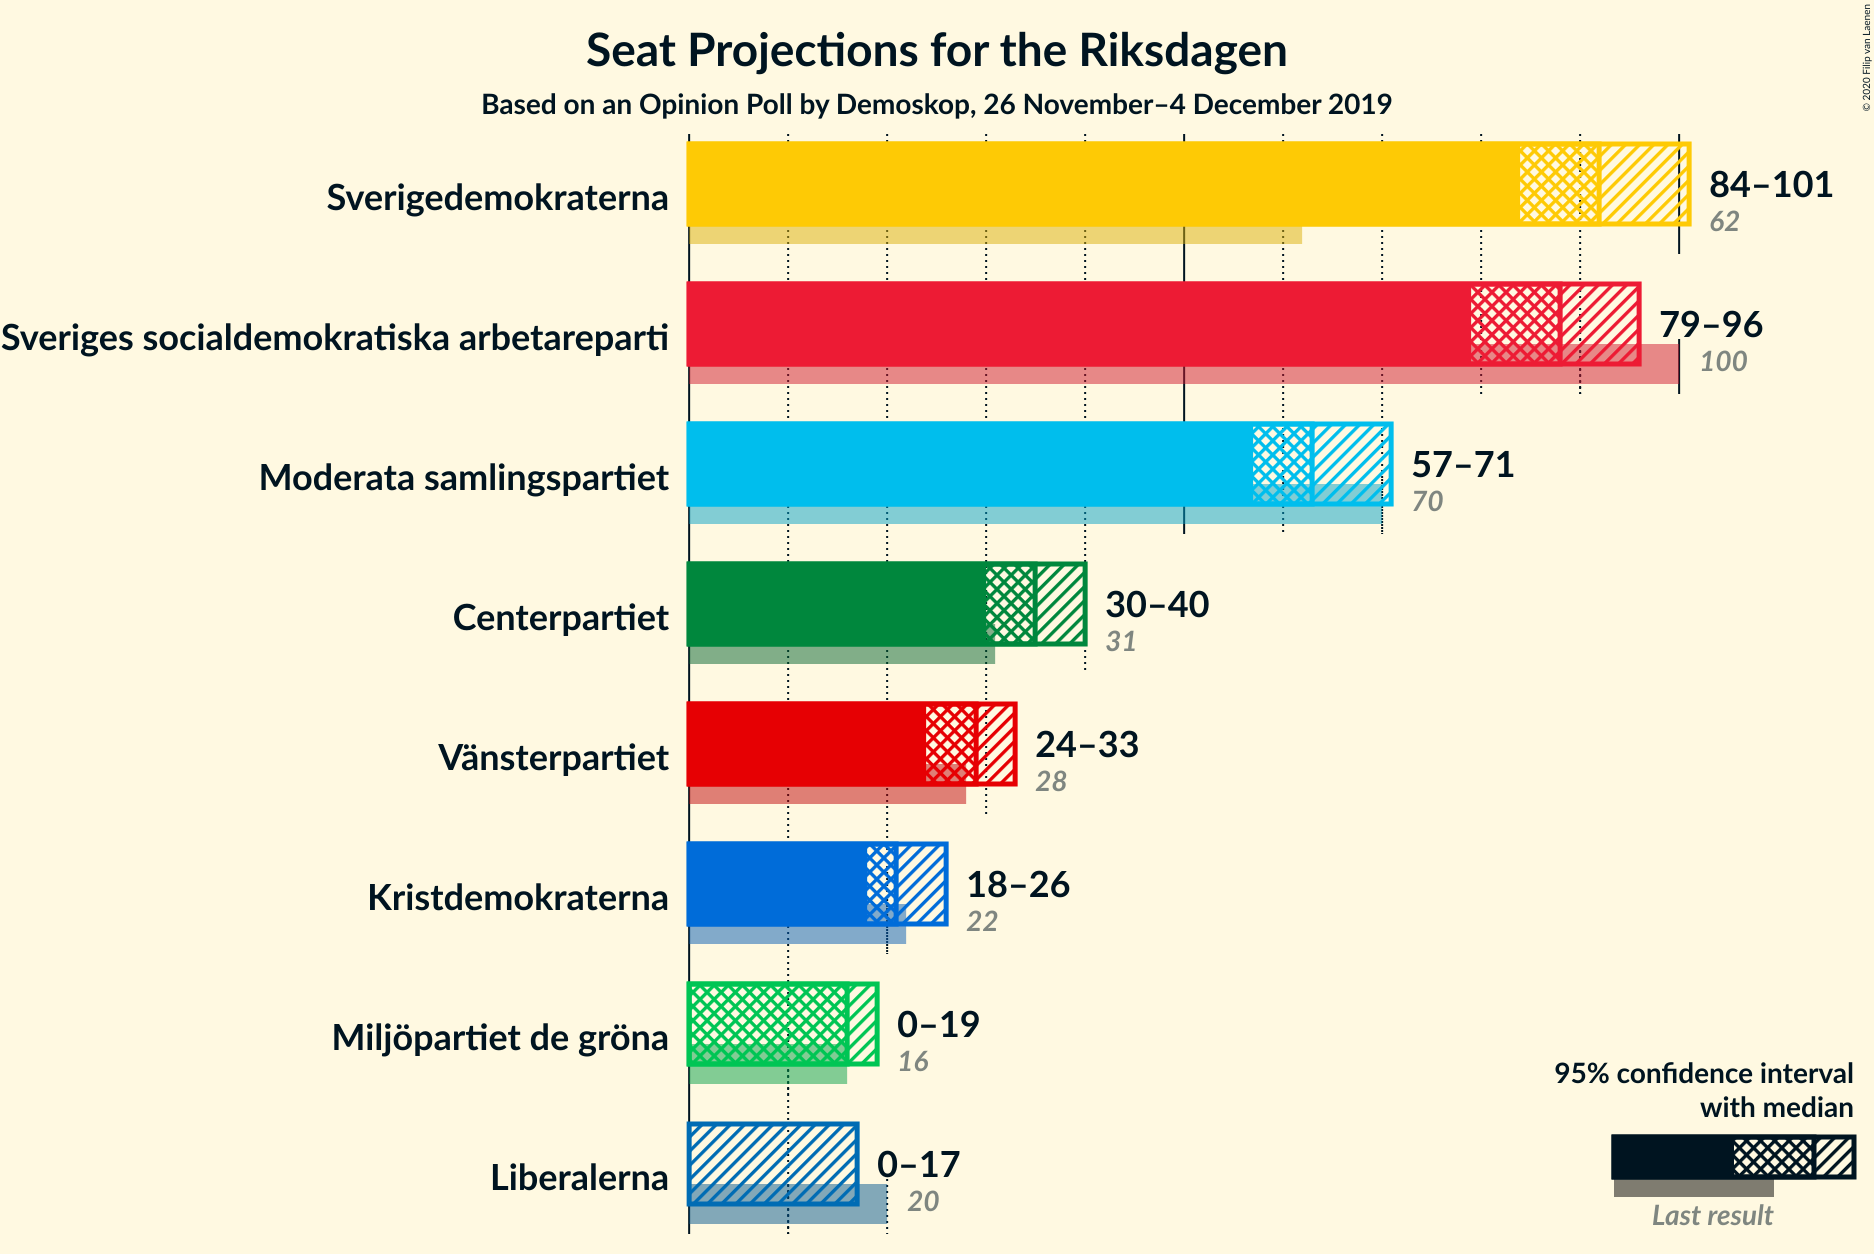 Seat Projections for the Riksdagen
Based on an Opinion Poll by Demoskop, 26 November–4 December 2019
© 2020 Filip van Laenen
Sverigedemokraterna
84–101
62
Sveriges socialdemokratiska arbetareparti
79–96
100
Moderata samlingspartiet
57–71
70
Centerpartiet
30–40
31
Vänsterpartiet
24–33
28
Kristdemokraterna
18–26
22
Miljöpartiet de gröna
0–19
16
Liberalerna
0–17
20
95% confidence interval
with median
Last result